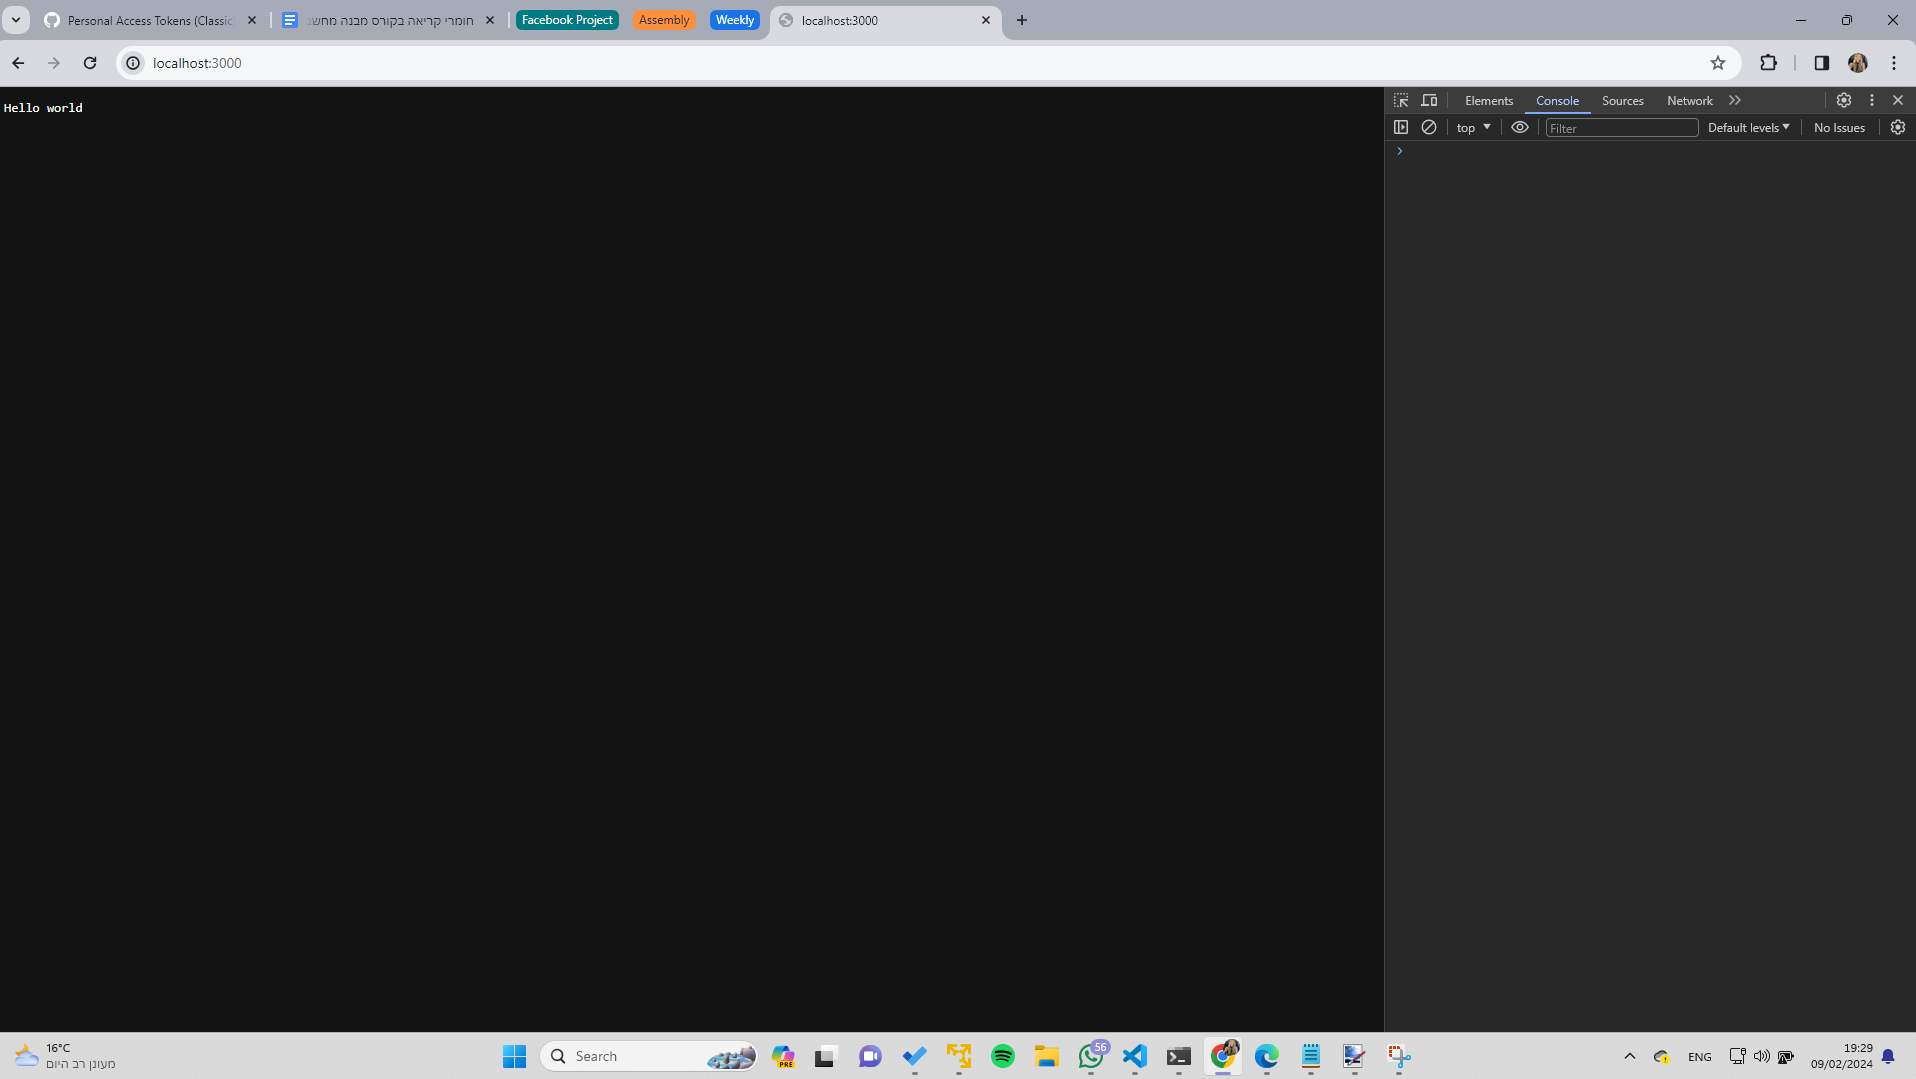 Personal Access Tokens (Classic
חומרי קריאה בקורס מבנה מחשב
Facebook Project
Assembly
Weekly
localhost:3000
localhost:3000
Hello world
Elements
Console
Sources
Network
top
Filter
Default levels
No Issues
16°C
מעונן רב היום
Search
PRE
56
ENG
19:29
09/02/2024